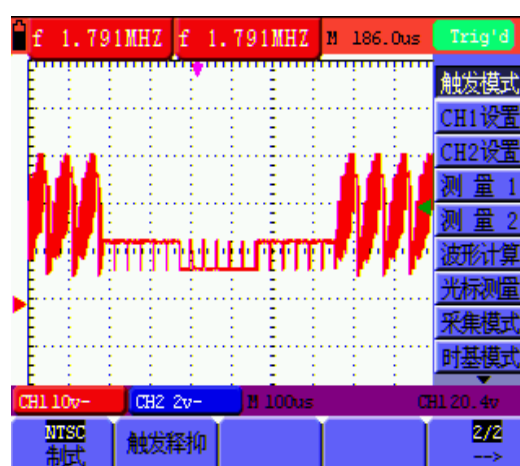 f 1.791MHZ f 1.791MHZ M 186.0us Trig'd
触发模式
CH1设置
CH2设置
测 量 1
测 量 2
波形计算
光标测量
采集模式
时基模式
CH1 10v- CH2 2v- M 100us CH1 20.4v
NTSC 制式
触发释抑
2/2
-->